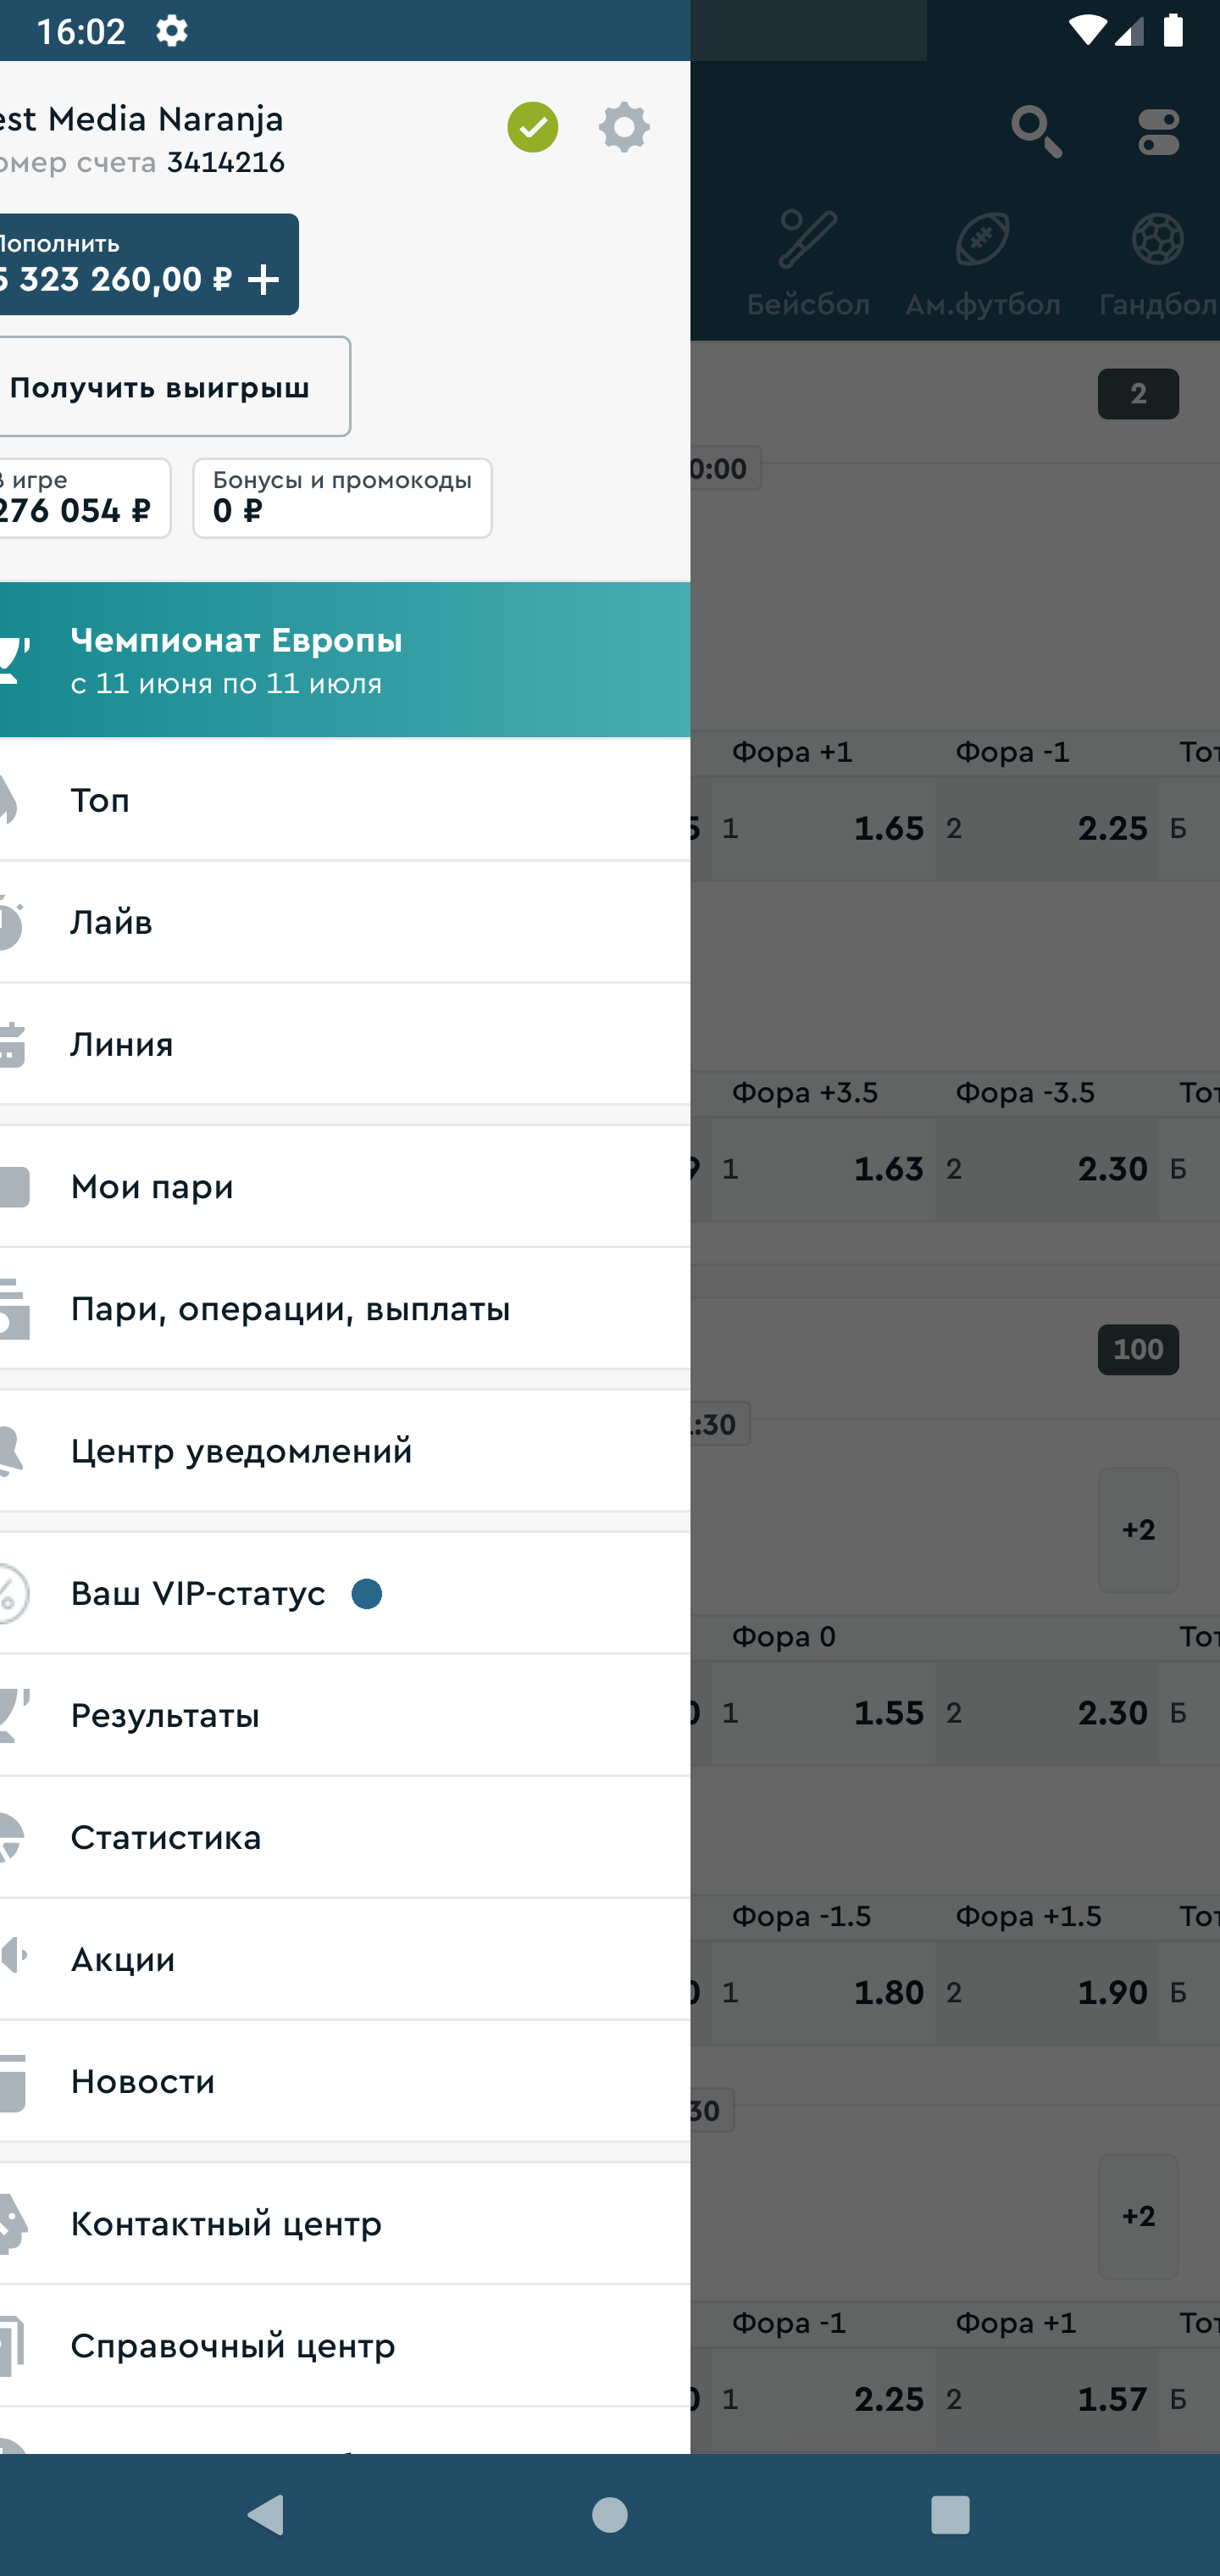 16:02
est Media Naranja
омер счета 3414216
Пополнить
5 323 260,00 ₽
Получить выигрыш
В игре
276 054 ₽
Бонусы и промокоды
0 ₽
Чемпионат Европы
с 11 июня по 11 июля
Топ
Лайв
Линия
Мои пари
Пари, операции, выплаты
Центр уведомлений
Ваш VIP-статус
Результаты
Статистика
Акции
Новости
Контактный центр
Справочный центр
Бейсбол Ам.футбол Гандбол
2
0:00
Фора +1 Фора -1 Тот
5 1 1.65 2 2.25 Б
Фора +3.5 Фора -3.5 Тот
9 1 1.63 2 2.30 Б
100
:30
+2
Фора 0 Тот
0 1 1.55 2 2.30 Б
Фора -1.5 Фора +1.5 Тот
0 1 1.80 2 1.90 Б
30
+2
Фора -1 Фора +1 Тот
0 1 2.25 2 1.57 Б